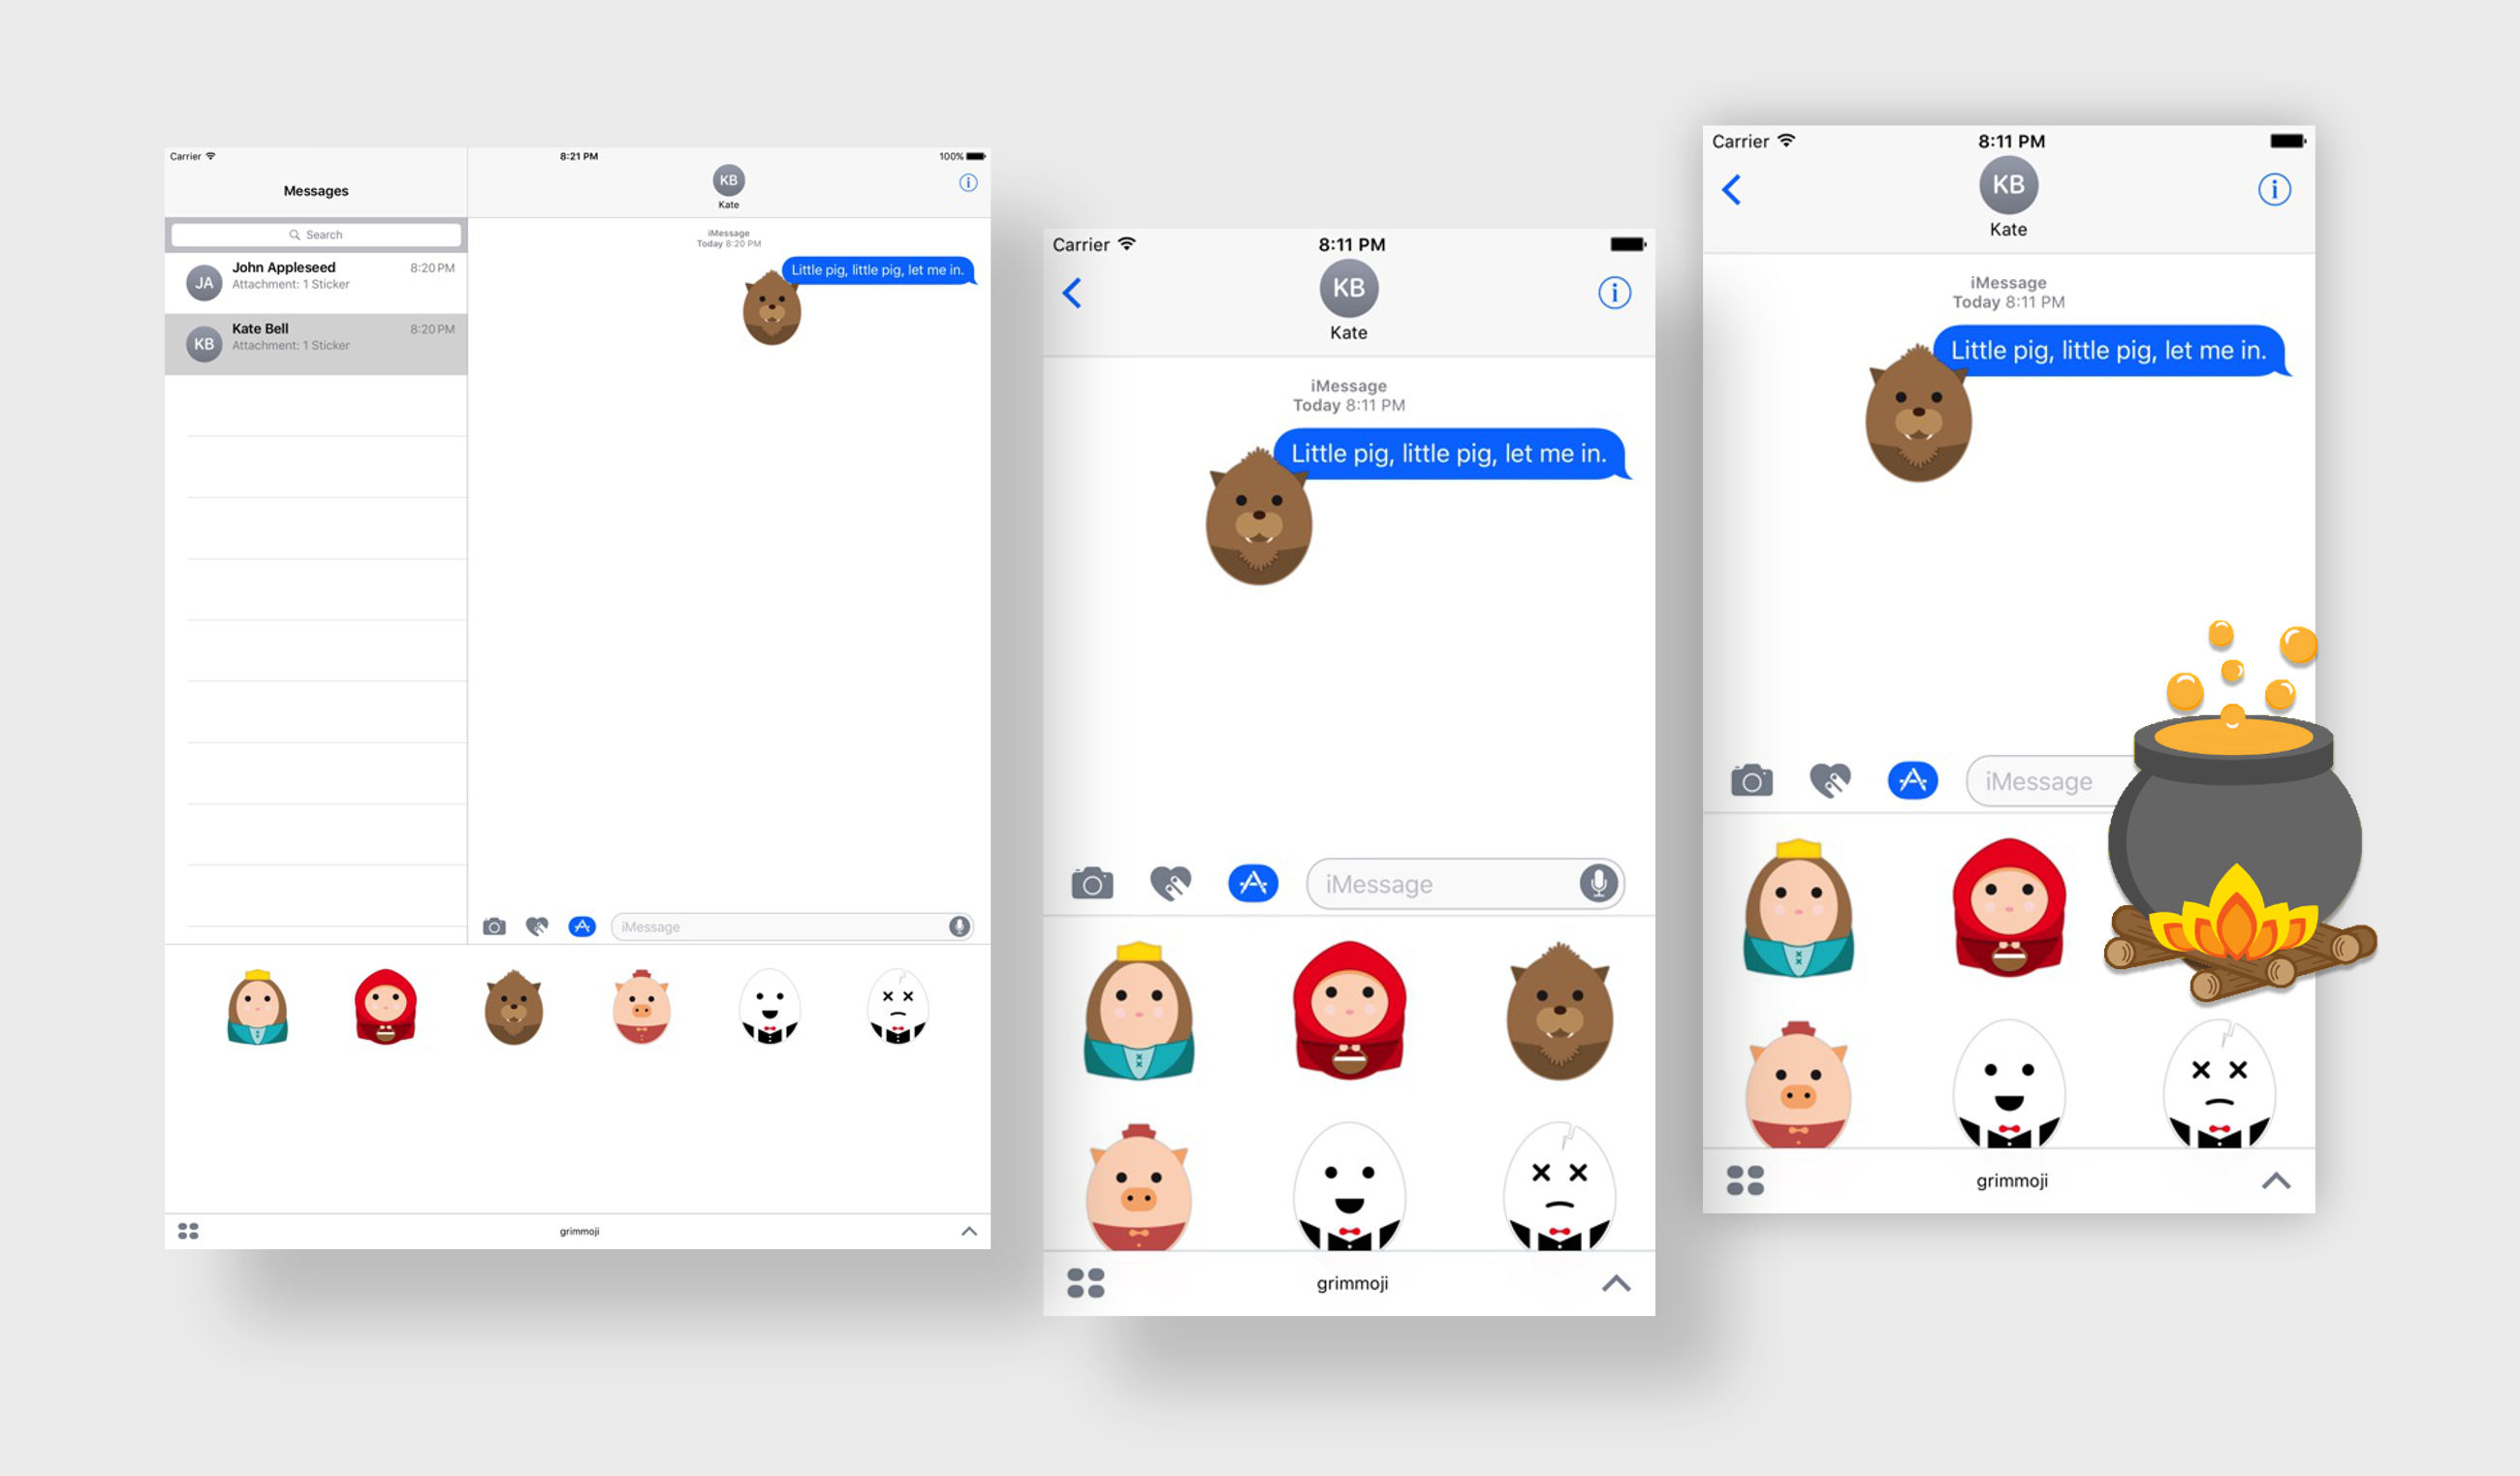 Carrier
8:21 PM
100%
Messages
KB
Kate
Search
JA
John Appleseed
8:20 PM
Attachment: 1 Sticker
KB
Kate Bell
8:20 PM
Attachment: 1 Sticker
iMessage
Today 8:20 PM
Little pig, little pig, let me in.
iMessage
grimmoji
Carrier
8:11 PM
KB
Kate
iMessage
Today 8:11 PM
Little pig, little pig, let me in.
iMessage
grimmoji
Carrier
8:11 PM
KB
Kate
iMessage
Today 8:11 PM
Little pig, little pig, let me in.
iMessage
grimmoji